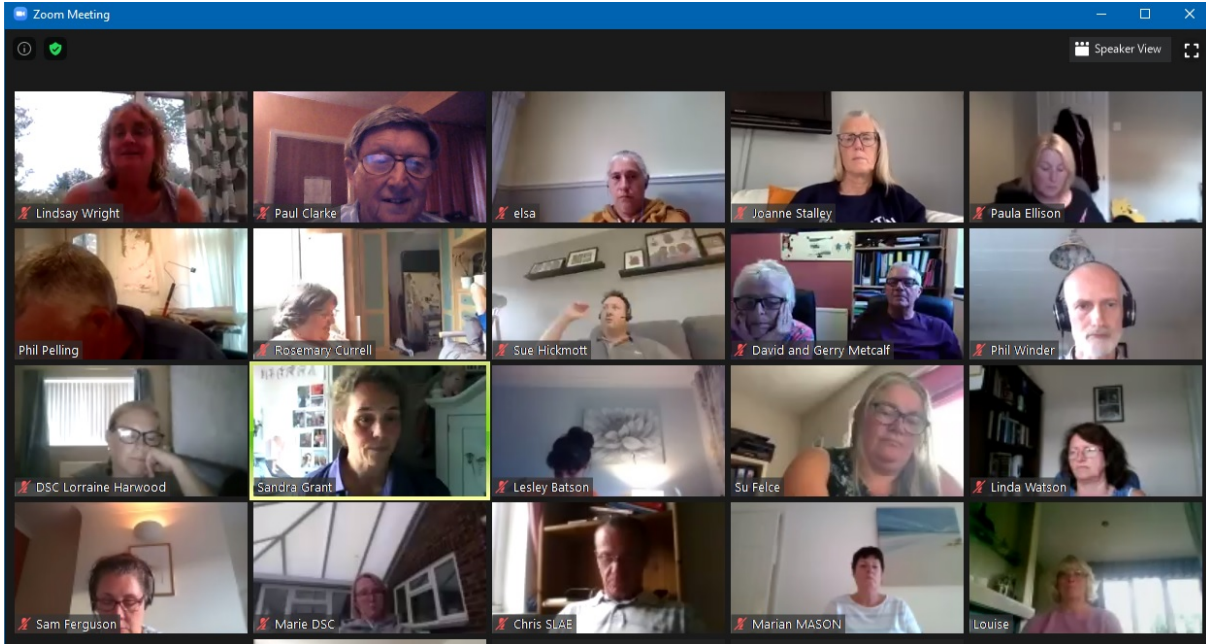 Zoom Meeting
Speaker View
Lindsay Wright
Paul Clarke
elsa
Joanne Stalley
Paula Ellison
Phil Pelling
Rosemary Currell
Sue Hickmott
David and Gerry Metcalf
Phil Winder
DSC Lorraine Harwood
Sandra Grant
Lesley Batson
Su Felce
Linda Watson
Sam Ferguson
Marie DSC
Chris SLAE
Marian MASON
Louise